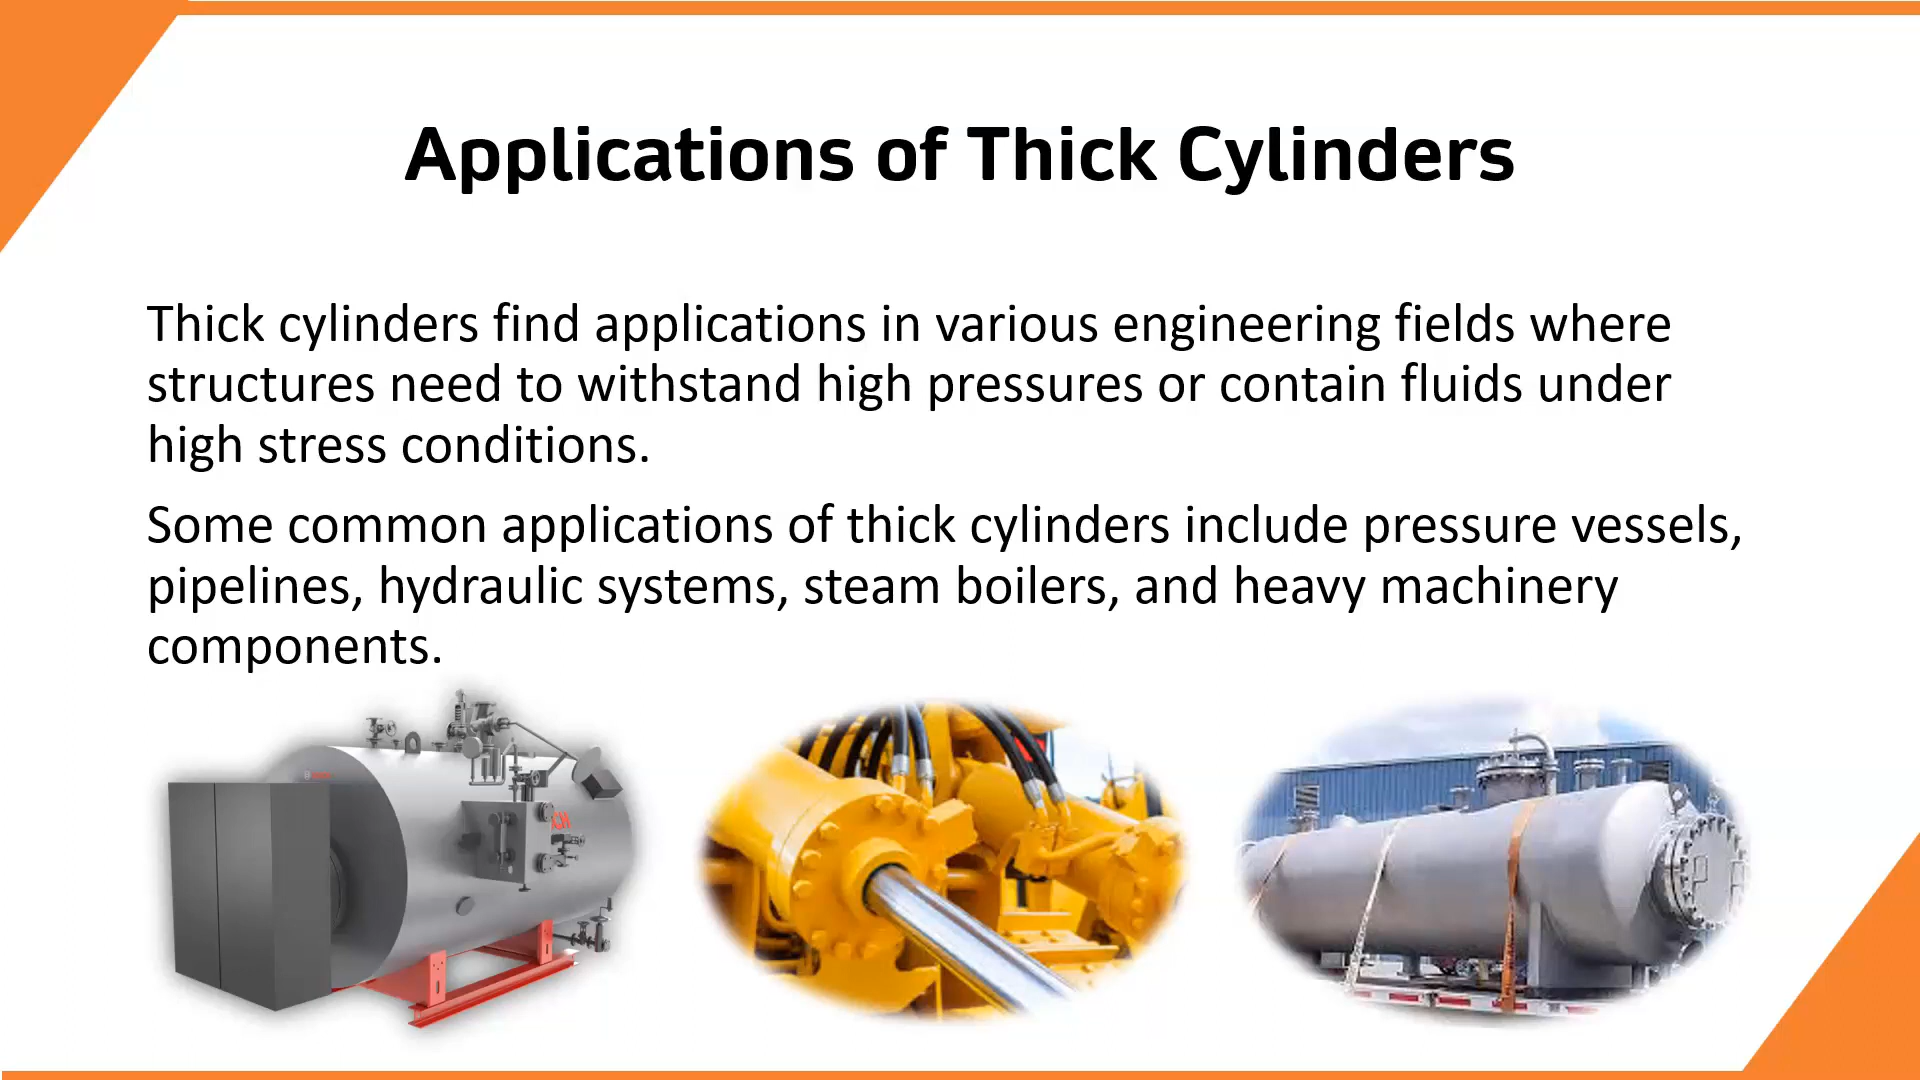 Applications of Thick Cylinders
Thick cylinders find applications in various engineering fields where
structures need to withstand high pressures or contain fluids under
high stress conditions.
Some common applications of thick cylinders include pressure vessels,
pipelines, hydraulic systems, steam boilers, and heavy machinery
components.